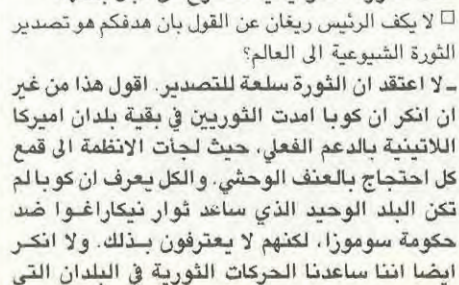 □ لا يكف الرئيس ريغان عن القول بان هدفكم هو تصدير
الثورة الشيوعية الى العالم؟
ـ لا اعتقد ان الثورة سلعة للتصدير. اقول هذا من غير
ان انكر ان كوبا امدت الثوريين في بقية بلدان اميركا
اللاتينية بالدعم الفعلي، حيث لجأت الانظمة الى قمع
كل احتجاج بالعنف الوحشي. والكل يعرف ان كوبا لم
تكن البلد الوحيد الذي ساعد ثوار نيكاراغوا ضد
حكومة سوموزا، لكنهم لا يعترفون بذلك. ولا انكر
ايضا اننا ساعدنا الحركات الثورية في البلدان التي